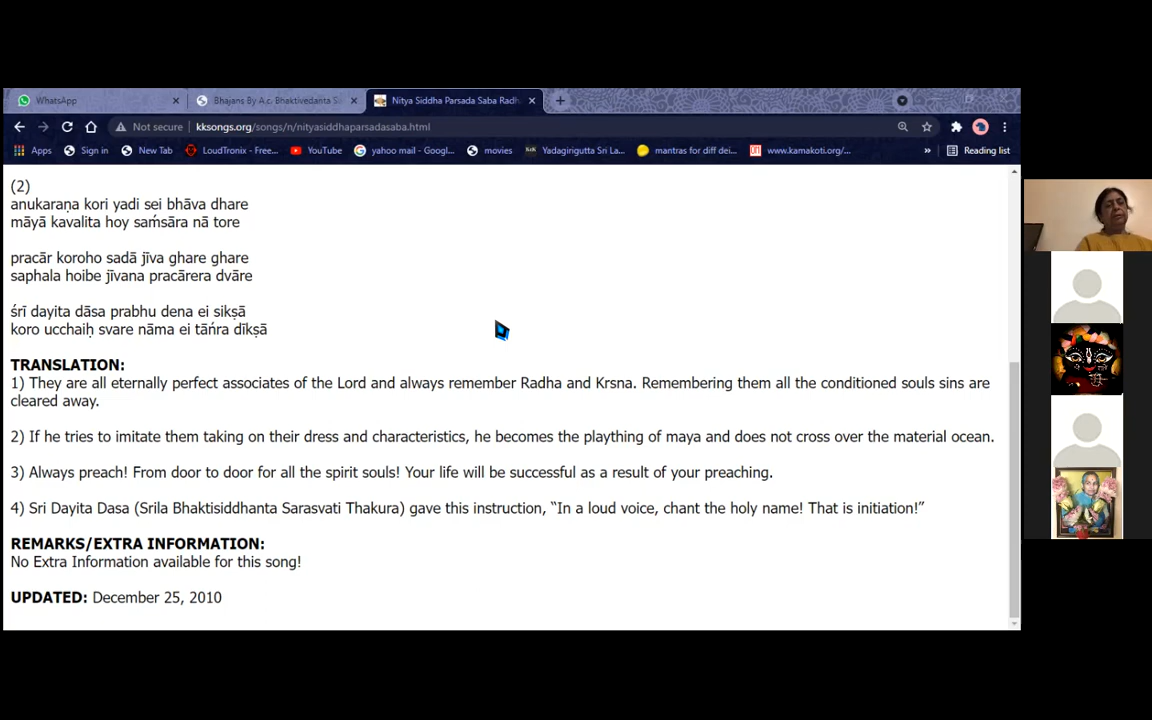 WhatsApp
Bhajans By A.c. Bhaktivedanta S
Nitya Siddha Parsada Saba Radh
Not secure kksongs.org/songs/n/nityasiddhaparsadasaba.html
Apps Sign in New Tab LoudTronix - Free... YouTube yahoo mail - Googl... movies Yadagirigutta Sri La... mantras for diff dei... www.kamakoti.org/... » Reading list
(2)
anukaraṇa kori yadi sei bhāva dhare
māyā kavalita hoy saḿsāra nā tore
pracār koroho sadā jīva ghare ghare
saphala hoibe jīvana pracārera dvāre
śrī dayita dāsa prabhu dena ei sikṣā
koro ucchaiḥ svare nāma ei tāńra dīkṣā
TRANSLATION:
1) They are all eternally perfect associates of the Lord and always remember Radha and Krsna. Remembering them all the conditioned souls sins are
cleared away.
2) If he tries to imitate them taking on their dress and characteristics, he becomes the plaything of maya and does not cross over the material ocean.
3) Always preach! From door to door for all the spirit souls! Your life will be successful as a result of your preaching.
4) Sri Dayita Dasa (Srila Bhaktisiddhanta Sarasvati Thakura) gave this instruction, “In a loud voice, chant the holy name! That is initiation!”
REMARKS/EXTRA INFORMATION:
No Extra Information available for this song!
UPDATED: December 25, 2010